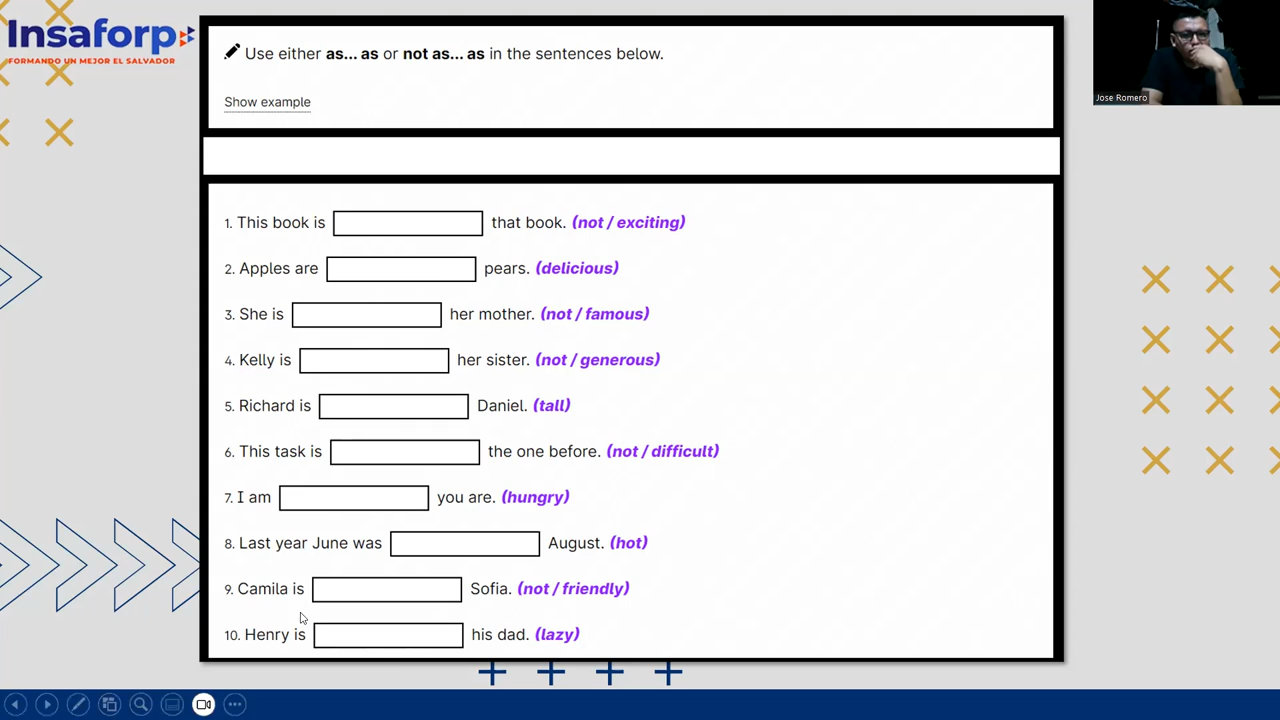 Insaforp
FORMANDO UN MEJOR EL SALVADOR
Use either as... as or not as... as in the sentences below.
Show example
Jose Romero
1. This book is that book. (not / exciting)
2. Apples are pears. (delicious)
3. She is her mother. (not / famous)
4. Kelly is her sister. (not / generous)
5. Richard is Daniel. (tall)
6. This task is the one before. (not / difficult)
7. I am you are. (hungry)
8. Last year June was August. (hot)
9. Camila is Sofia. (not / friendly)
10. Henry is his dad. (lazy)